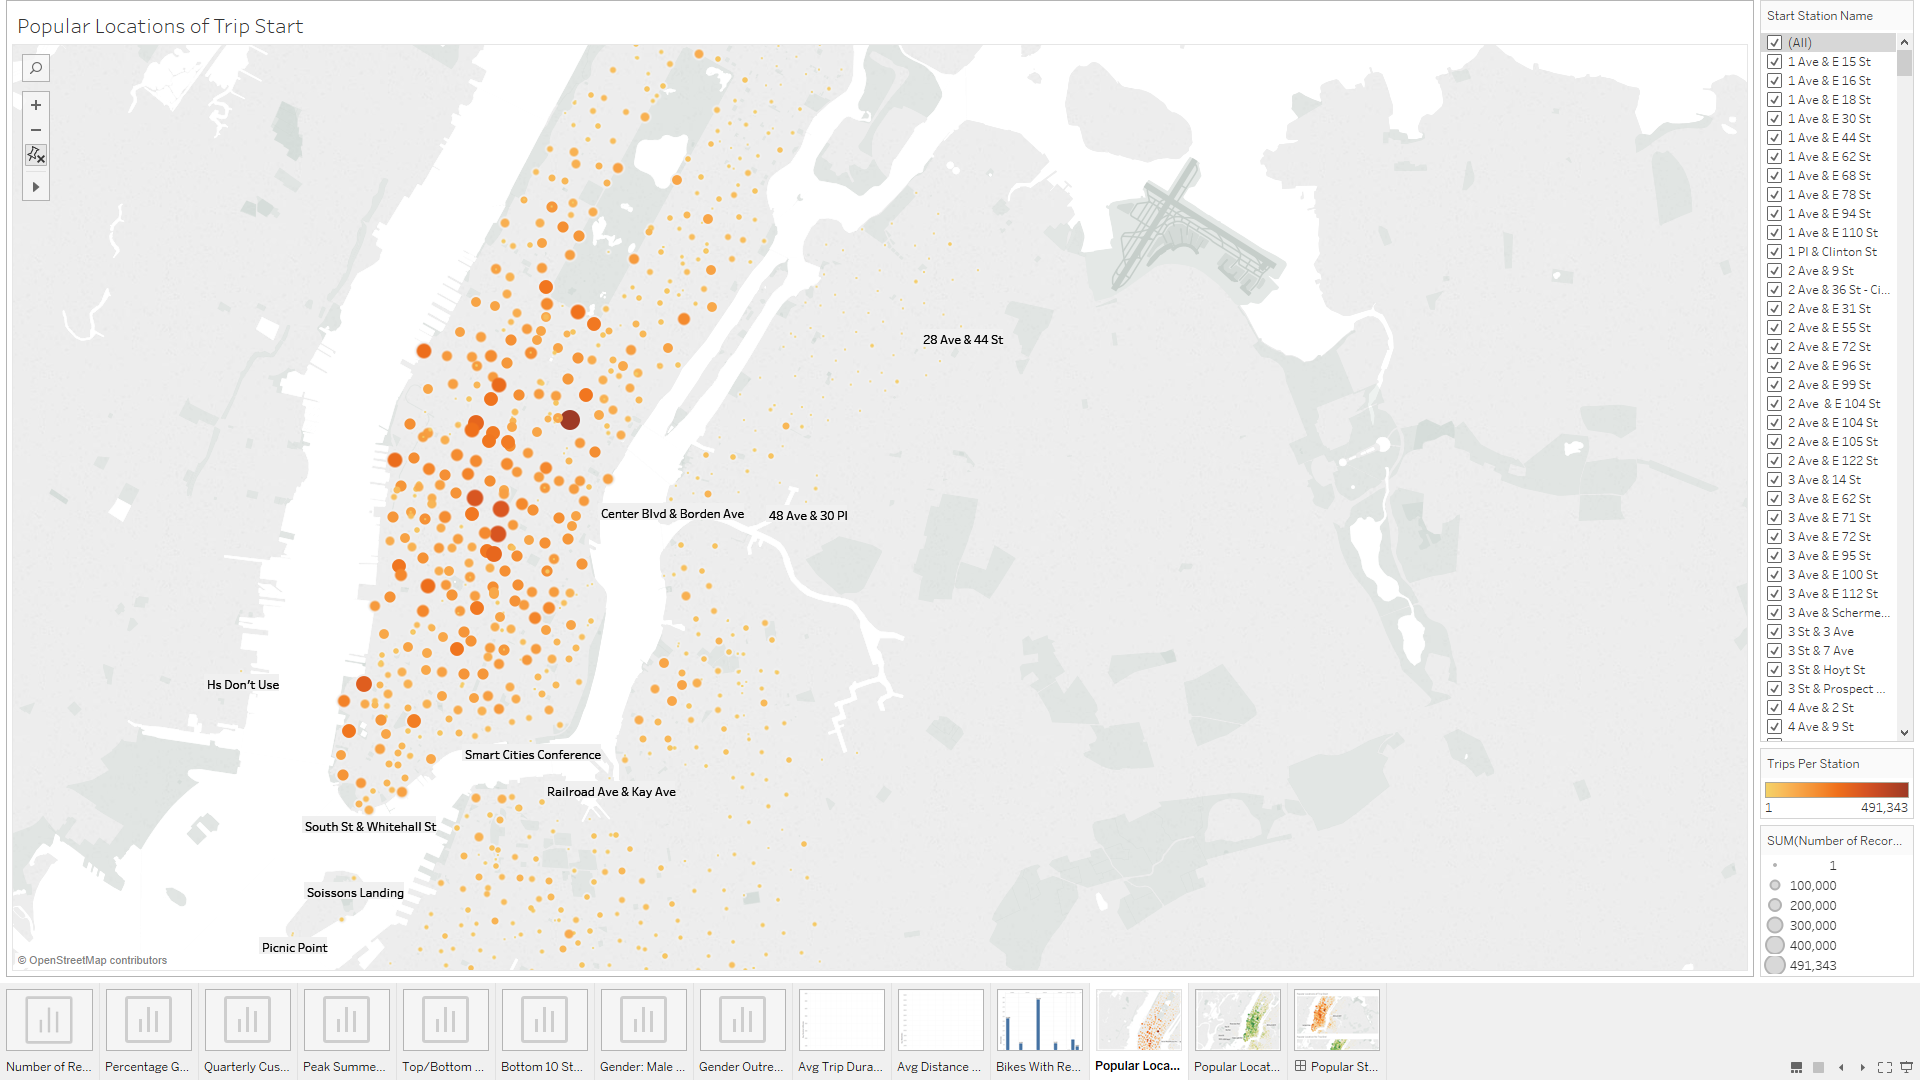 Popular Locations of Trip Start
28 Ave & 44 St
Center Blvd & Borden Ave
48 Ave & 30 Pl
Hs Don't Use
Smart Cities Conference
Railroad Ave & Kay Ave
South St & Whitehall St
Soissons Landing
Picnic Point
© OpenStreetMap contributors
Start Station Name
(All)
1 Ave & E 15 St
1 Ave & E 16 St
1 Ave & E 18 St
1 Ave & E 30 St
1 Ave & E 44 St
1 Ave & E 62 St
1 Ave & E 68 St
1 Ave & E 78 St
1 Ave & E 94 St
1 Ave & E 110 St
1 Pl & Clinton St
2 Ave & 9 St
2 Ave & 36 St - Ci...
2 Ave & E 31 St
2 Ave & E 55 St
2 Ave & E 72 St
2 Ave & E 96 St
2 Ave & E 99 St
2 Ave  & E 104 St
2 Ave & E 104 St
2 Ave & E 105 St
2 Ave & E 122 St
3 Ave & 14 St
3 Ave & E 62 St
3 Ave & E 71 St
3 Ave & E 72 St
3 Ave & E 95 St
3 Ave & E 100 St
3 Ave & E 112 St
3 Ave & Scherme...
3 St & 3 Ave
3 St & 7 Ave
3 St & Hoyt St
3 St & Prospect ...
4 Ave & 2 St
4 Ave & 9 St
Trips Per Station
1 491,343
SUM(Number of Recor...
1
100,000
200,000
300,000
400,000
491,343
Number of Re...
Percentage G...
Quarterly Cus...
Peak Summe...
Top/Bottom ...
Bottom 10 St...
Gender: Male ...
Gender Outre...
Avg Trip Dura...
Avg Distance ...
Bikes With Re...
Popular Loca...
Popular Locat...
Popular St...